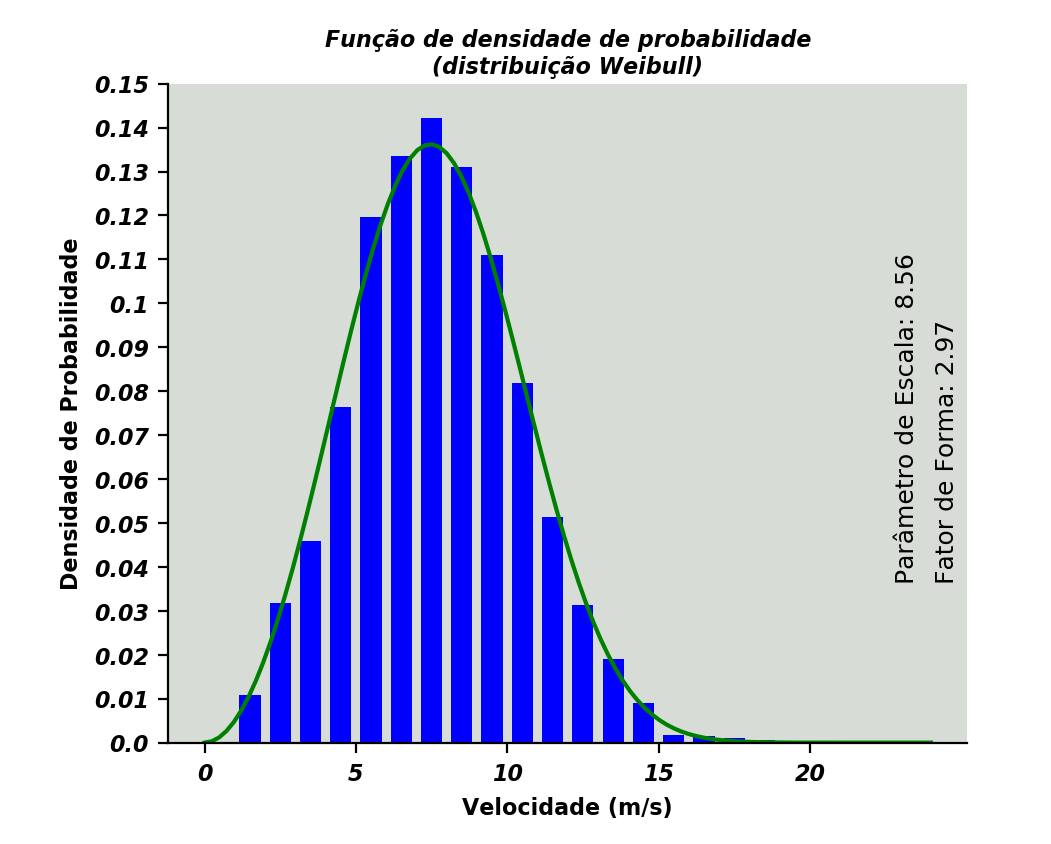 Função de densidade de probabilidade
(distribuição Weibull)
0.15
0.14
0.13
0.12
0.11
0.1
0.09
0.08
0.07
0.06
0.05
0.04
0.03
0.02
0.01
0.0
Densidade de Probabilidade
Parâmetro de Escala: 8.56
Fator de Forma: 2.97
0 5 10 15 20
Velocidade (m/s)